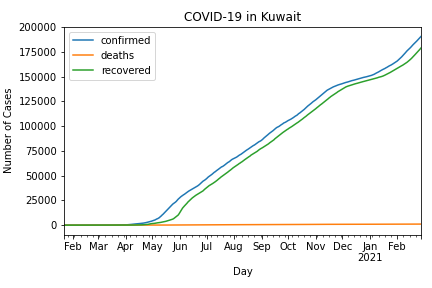 COVID-19 in Kuwait
confirmed
deaths
recovered
Number of Cases
200000
175000
150000
125000
100000
75000
50000
25000
0
Feb Mar Apr May Jun Jul Aug Sep Oct Nov Dec Jan Feb
2021
Day